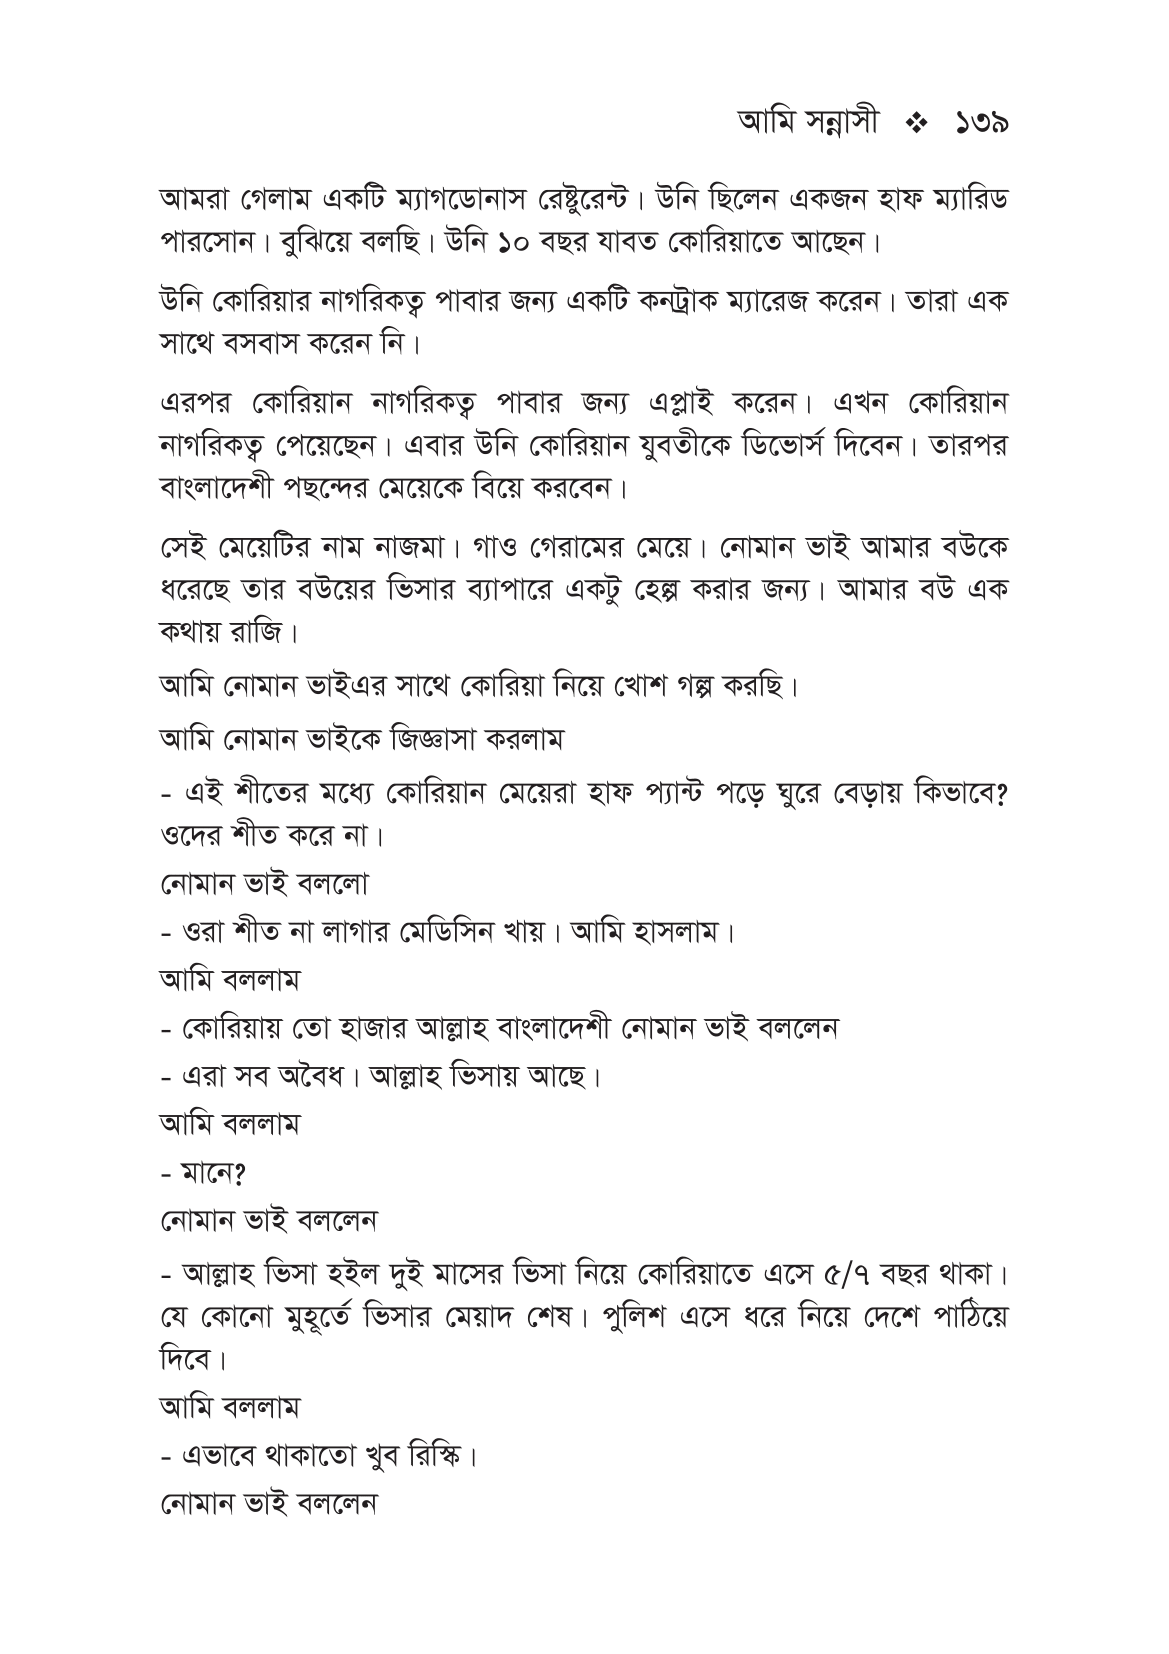 আমি সন্নাসী ❖ ১৩৯
আমরা গেলাম একটি ম্যাগডোনাস রেষ্টুরেন্ট। উনি ছিলেন একজন হাফ ম্যারিড
পারসোন। বুঝিয়ে বলছি। উনি ১০ বছর যাবত কোরিয়াতে আছেন।
উনি কোরিয়ার নাগরিকত্ব পাবার জন্য একটি কনট্রাক ম্যারেজ করেন। তারা এক
সাথে বসবাস করেন নি।
এরপর কোরিয়ান নাগরিকত্ব পাবার জন্য এপ্লাই করেন। এখন কোরিয়ান
নাগরিকত্ব পেয়েছেন। এবার উনি কোরিয়ান যুবতীকে ডিভোর্স দিবেন। তারপর
বাংলাদেশী পছন্দের মেয়েকে বিয়ে করবেন।
সেই মেয়েটির নাম নাজমা। গাও গেরামের মেয়ে। নোমান ভাই আমার বউকে
ধরেছে তার বউয়ের ভিসার ব্যাপারে একটু হেল্প করার জন্য। আমার বউ এক
কথায় রাজি।
আমি নোমান ভাইএর সাথে কোরিয়া নিয়ে খোশ গল্প করছি।
আমি নোমান ভাইকে জিজ্ঞাসা করলাম
- এই শীতের মধ্যে কোরিয়ান মেয়েরা হাফ প্যান্ট পড়ে ঘুরে বেড়ায় কিভাবে?
ওদের শীত করে না।
নোমান ভাই বললো
- ওরা শীত না লাগার মেডিসিন খায়। আমি হাসলাম।
আমি বললাম
- কোরিয়ায় তো হাজার আল্লাহ বাংলাদেশী নোমান ভাই বললেন
- এরা সব অবৈধ। আল্লাহ ভিসায় আছে।
আমি বললাম
- মানে?
নোমান ভাই বললেন
- আল্লাহ ভিসা হইল দুই মাসের ভিসা নিয়ে কোরিয়াতে এসে ৫/৭ বছর থাকা।
যে কোনো মুহূর্তে ভিসার মেয়াদ শেষ। পুলিশ এসে ধরে নিয়ে দেশে পাঠিয়ে
দিবে।
আমি বললাম
- এভাবে থাকাতো খুব রিস্কি।
নোমান ভাই বললেন